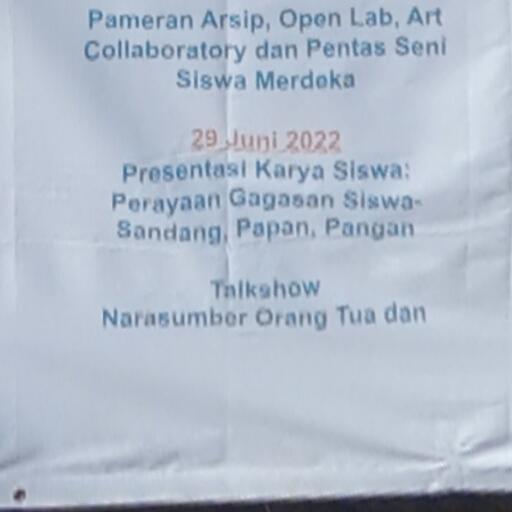 Pameran Arsip, Open Lab, Art
Collaboratory dan Pentas Seni
Siswa Merdeka
29 Juni 2022
Presentasi Karya Siswa:
Perayaan Gagasan Siswa-
Sandang, Papan, Pangan
Talkshow
Narasumber Orang Tua dan